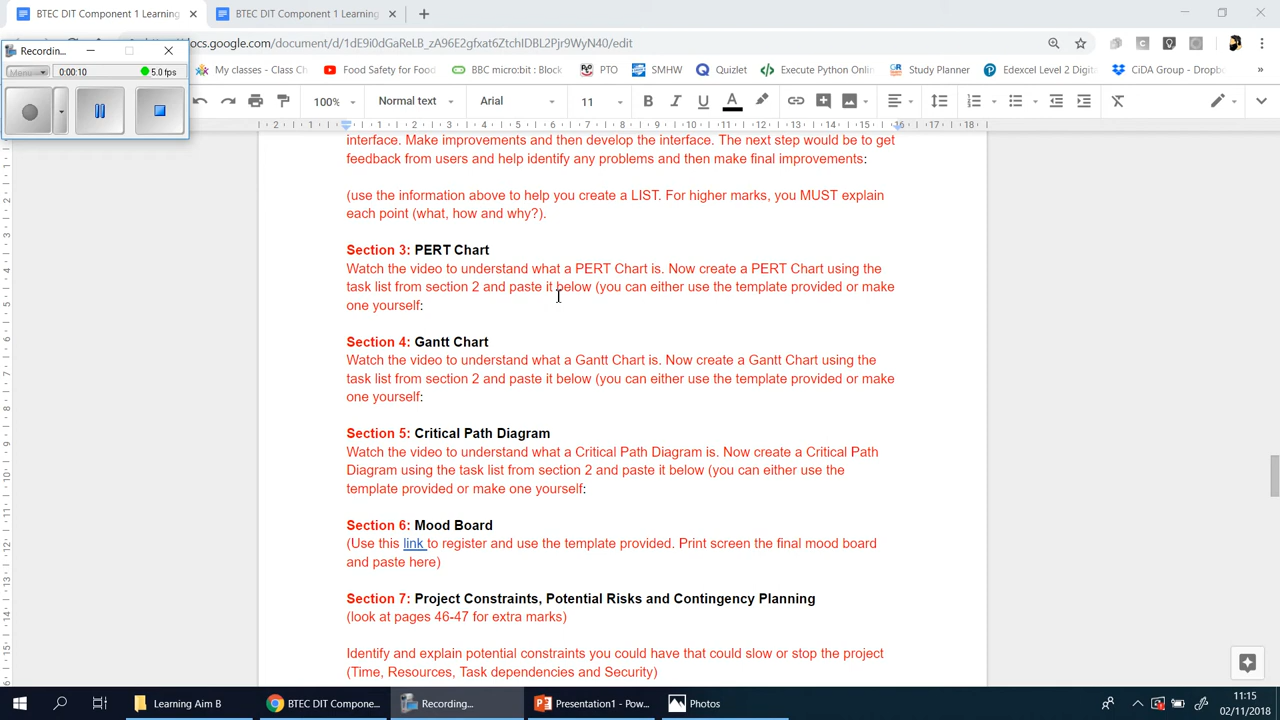 BTEC DIT Component 1 Learning
BTEC DIT Component 1 Learning
Recordin...
ocs.google.com/document/d/1dE9i0dGaReLB_zA96E2gfxat6ZtchIDBL2Pjr9WyN40/edit
Menu
0:00:10
5.0 fps
My classes - Class Ch
Food Safety for Food
BBC micro:bit : Block
PTO
SMHW
Quizlet
Execute Python Onlin
Study Planner
Edexcel Level 2 Digit
CiDA Group - Dropb
100%
Normal text
Arial
11
interface. Make improvements and then develop the interface. The next step would be to get
feedback from users and help identify any problems and then make final improvements:
(use the information above to help you create a LIST. For higher marks, you MUST explain
each point (what, how and why?).
Section 3: PERT Chart
Watch the video to understand what a PERT Chart is. Now create a PERT Chart using the
task list from section 2 and paste it below (you can either use the template provided or make
one yourself:
Section 4: Gantt Chart
Watch the video to understand what a Gantt Chart is. Now create a Gantt Chart using the
task list from section 2 and paste it below (you can either use the template provided or make
one yourself:
Section 5: Critical Path Diagram
Watch the video to understand what a Critical Path Diagram is. Now create a Critical Path
Diagram using the task list from section 2 and paste it below (you can either use the
template provided or make one yourself:
Section 6: Mood Board
(Use this link to register and use the template provided. Print screen the final mood board
and paste here)
Section 7: Project Constraints, Potential Risks and Contingency Planning
(look at pages 46-47 for extra marks)
Identify and explain potential constraints you could have that could slow or stop the project
(Time, Resources, Task dependencies and Security)
Learning Aim B
BTEC DIT Compone...
Recording...
Presentation1 - Pow...
Photos
11:15
02/11/2018